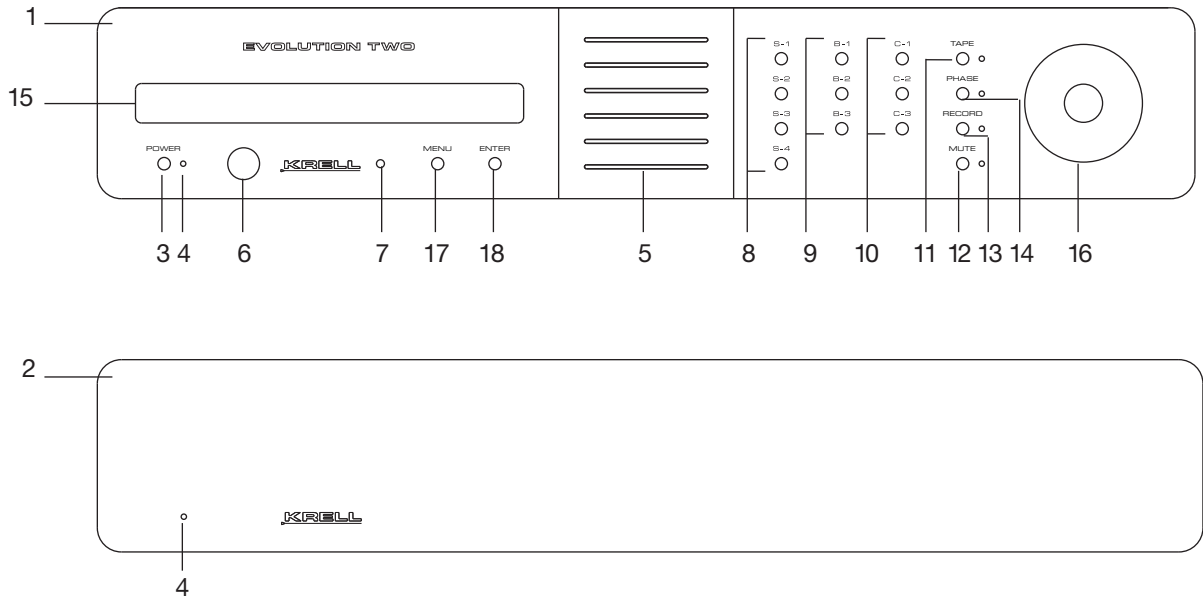 1
EVOLUTION TWO
S-1 B-1 C-1 TAPE
S-2 B-2 C-2 PHASE
15
S-3 B-3 C-3 RECORD
POWER KRELL MENU ENTER S-4 MUTE
3 4 6 7 17 18 5 8 9 10 11 12 13 14 16
2
KRELL
4